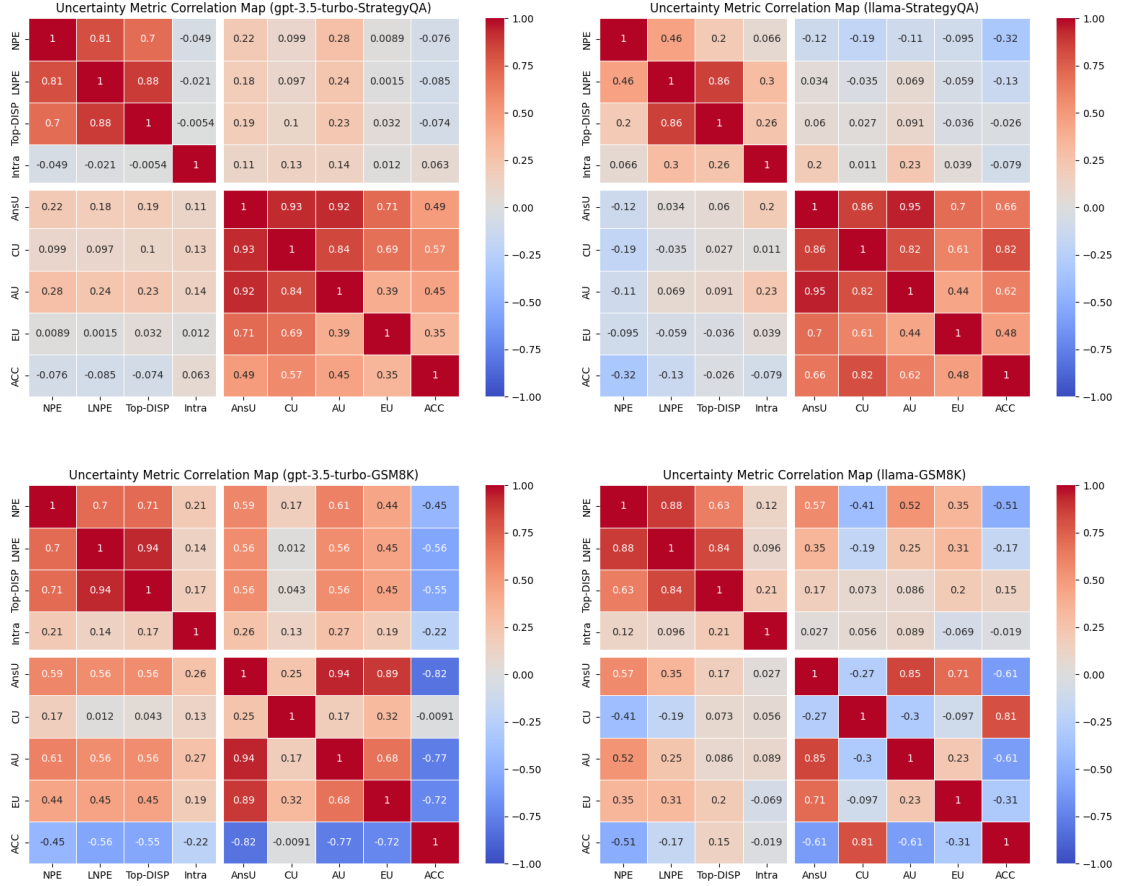 Uncertainty Metric Correlation Map (gpt-3.5-turbo-StrategyQA)
NPE 1 0.81 0.7 -0.049 0.22 0.099 0.28 0.0089 -0.076
LNPE 0.81 1 0.88 -0.021 0.18 0.097 0.24 0.0015 -0.085
Top-DISP 0.7 0.88 1 -0.0054 0.19 0.1 0.23 0.032 -0.074
Intra -0.049 -0.021 -0.0054 1 0.11 0.13 0.14 0.012 0.063
AnsU 0.22 0.18 0.19 0.11 1 0.93 0.92 0.71 0.49
CU 0.099 0.097 0.1 0.13 0.93 1 0.84 0.69 0.57
AU 0.28 0.24 0.23 0.14 0.92 0.84 1 0.39 0.45
EU 0.0089 0.0015 0.032 0.012 0.71 0.69 0.39 1 0.35
ACC -0.076 -0.085 -0.074 0.063 0.49 0.57 0.45 0.35 1
NPE LNPE Top-DISP Intra AnsU CU AU EU ACC
1.00
0.75
0.50
0.25
0.00
−0.25
−0.50
−0.75
−1.00
Uncertainty Metric Correlation Map (llama-StrategyQA)
NPE 1 0.46 0.2 0.066 -0.12 -0.19 -0.11 -0.095 -0.32
LNPE 0.46 1 0.86 0.3 0.034 -0.035 0.069 -0.059 -0.13
Top-DISP 0.2 0.86 1 0.26 0.06 0.027 0.091 -0.036 -0.026
Intra 0.066 0.3 0.26 1 0.2 0.011 0.23 0.039 -0.079
AnsU -0.12 0.034 0.06 0.2 1 0.86 0.95 0.7 0.66
CU -0.19 -0.035 0.027 0.011 0.86 1 0.82 0.61 0.82
AU -0.11 0.069 0.091 0.23 0.95 0.82 1 0.44 0.62
EU -0.095 -0.059 -0.036 0.039 0.7 0.61 0.44 1 0.48
ACC -0.32 -0.13 -0.026 -0.079 0.66 0.82 0.62 0.48 1
NPE LNPE Top-DISP Intra AnsU CU AU EU ACC
1.00
0.75
0.50
0.25
0.00
−0.25
−0.50
−0.75
−1.00
Uncertainty Metric Correlation Map (gpt-3.5-turbo-GSM8K)
NPE 1 0.7 0.71 0.21 0.59 0.17 0.61 0.44 -0.45
LNPE 0.7 1 0.94 0.14 0.56 0.012 0.56 0.45 -0.56
Top-DISP 0.71 0.94 1 0.17 0.56 0.043 0.56 0.45 -0.55
Intra 0.21 0.14 0.17 1 0.26 0.13 0.27 0.19 -0.22
AnsU 0.59 0.56 0.56 0.26 1 0.25 0.94 0.89 -0.82
CU 0.17 0.012 0.043 0.13 0.25 1 0.17 0.32 -0.0091
AU 0.61 0.56 0.56 0.27 0.94 0.17 1 0.68 -0.77
EU 0.44 0.45 0.45 0.19 0.89 0.32 0.68 1 -0.72
ACC -0.45 -0.56 -0.55 -0.22 -0.82 -0.0091 -0.77 -0.72 1
NPE LNPE Top-DISP Intra AnsU CU AU EU ACC
1.00
0.75
0.50
0.25
0.00
−0.25
−0.50
−0.75
−1.00
Uncertainty Metric Correlation Map (llama-GSM8K)
NPE 1 0.88 0.63 0.12 0.57 -0.41 0.52 0.35 -0.51
LNPE 0.88 1 0.84 0.096 0.35 -0.19 0.25 0.31 -0.17
Top-DISP 0.63 0.84 1 0.21 0.17 0.073 0.086 0.2 0.15
Intra 0.12 0.096 0.21 1 0.027 0.056 0.089 -0.069 -0.019
AnsU 0.57 0.35 0.17 0.027 1 -0.27 0.85 0.71 -0.61
CU -0.41 -0.19 0.073 0.056 -0.27 1 -0.3 -0.097 0.81
AU 0.52 0.25 0.086 0.089 0.85 -0.3 1 0.23 -0.61
EU 0.35 0.31 0.2 -0.069 0.71 -0.097 0.23 1 -0.31
ACC -0.51 -0.17 0.15 -0.019 -0.61 0.81 -0.61 -0.31 1
NPE LNPE Top-DISP Intra AnsU CU AU EU ACC
1.00
0.75
0.50
0.25
0.00
−0.25
−0.50
−0.75
−1.00